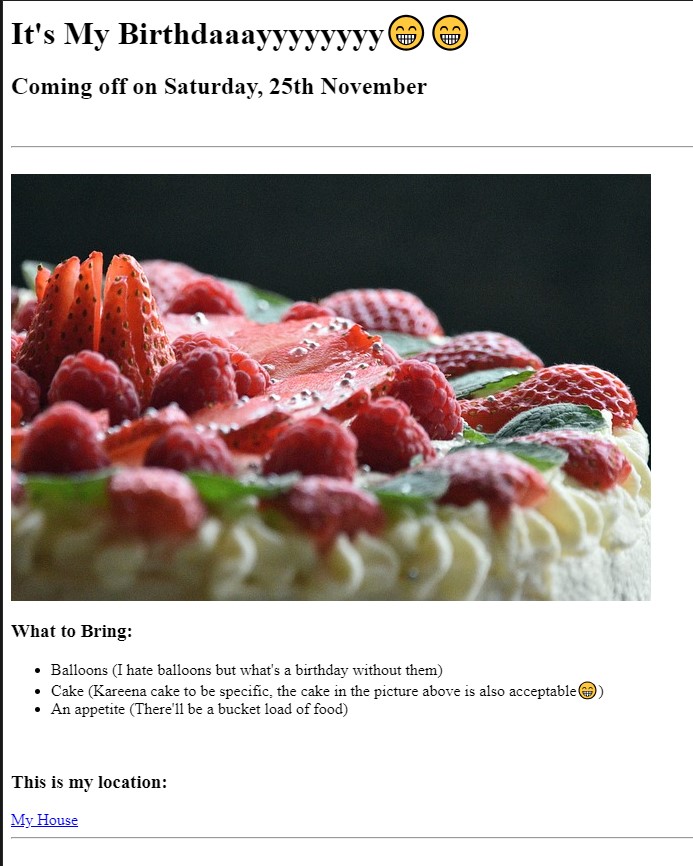 It's My Birthdaaayyyyyyyy😁😁
Coming off on Saturday, 25th November
What to Bring:
• Balloons (I hate balloons but what's a birthday without them)
• Cake (Kareena cake to be specific, the cake in the picture above is also acceptable😁)
• An appetite (There'll be a bucket load of food)
This is my location:
My House